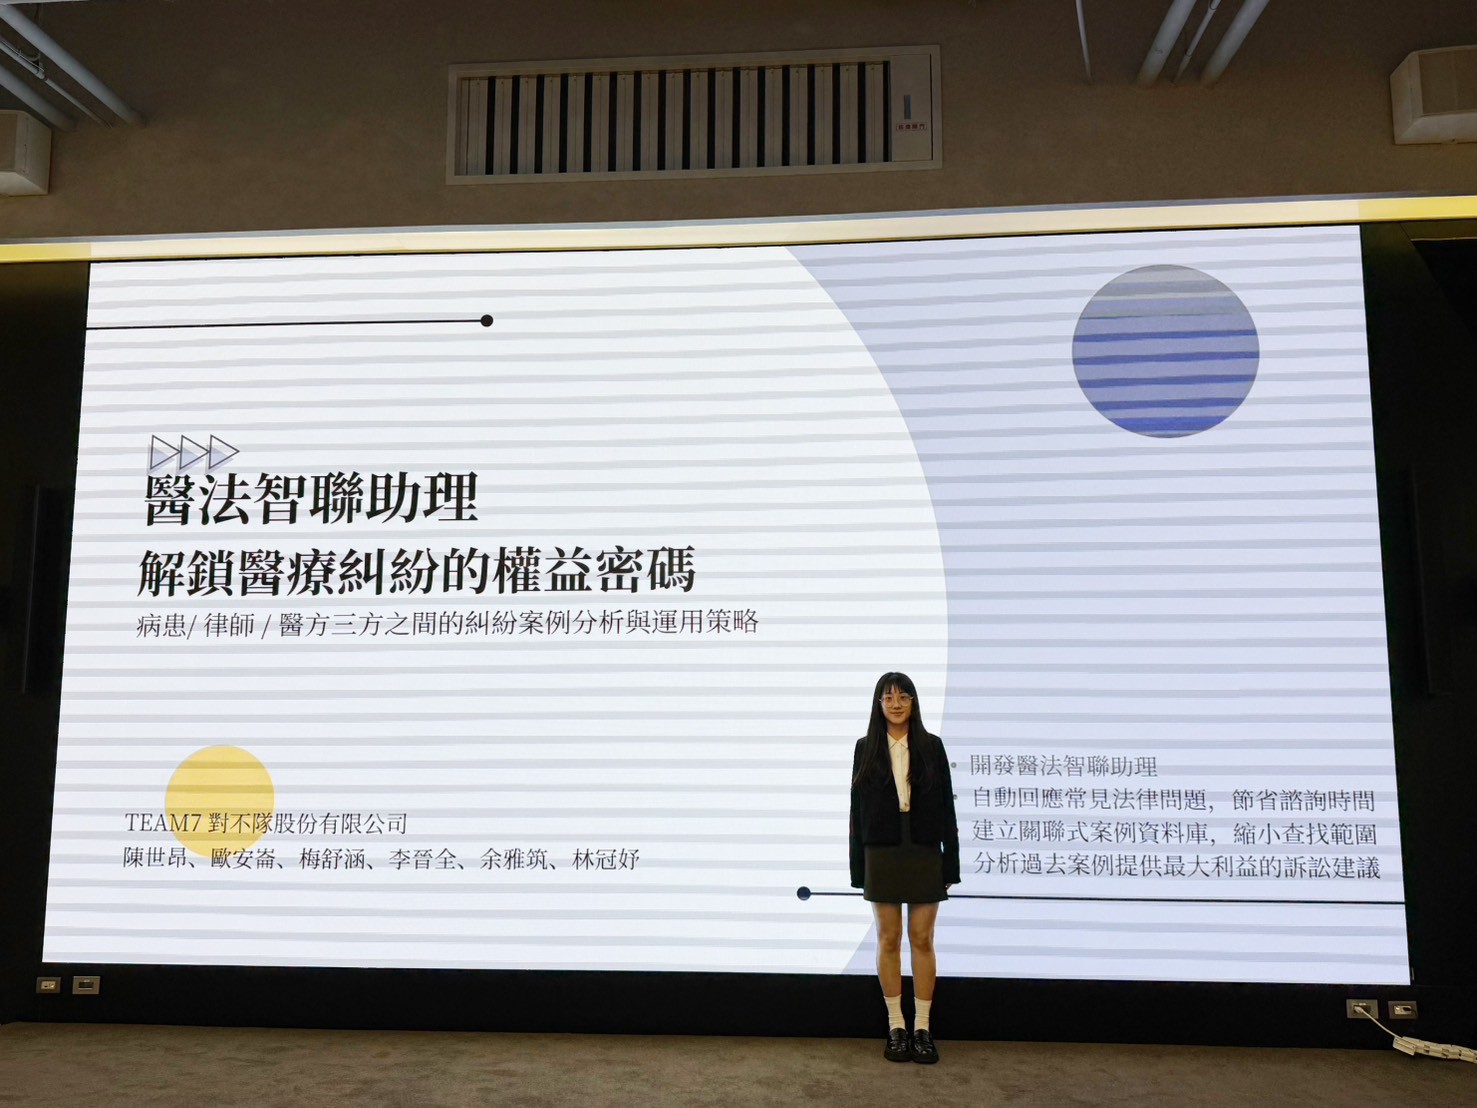 醫法智聯助理
解鎖醫療糾紛的權益密碼
病患/ 律師 / 醫方三方之間的糾紛案例分析與運用策略
TEAM7 對不隊股份有限公司
陳世昂、歐安崙、梅舒涵、李晉全、余雅筑、林冠妤
• 開發醫法智聯助理
• 自動回應常見法律問題，節省諮詢時間
建立關聯式案例資料庫，縮小查找範圍
分析過去案例提供最大利益的訴訟建議